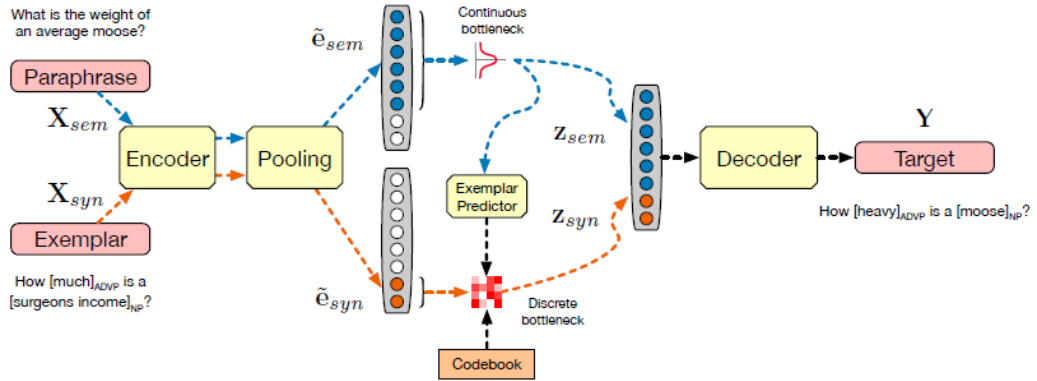 What is the weight of
an average moose?
Paraphrase
X_sem
Encoder
Pooling
X_syn
Exemplar
How [much]_ADVP is a
[surgeons income]_NP?
ẽ_sem
Continuous
bottleneck
Exemplar
Predictor
ẽ_syn
Discrete
bottleneck
Codebook
z_sem
z_syn
Decoder
Y
Target
How [heavy]_ADVP is a [moose]_NP?